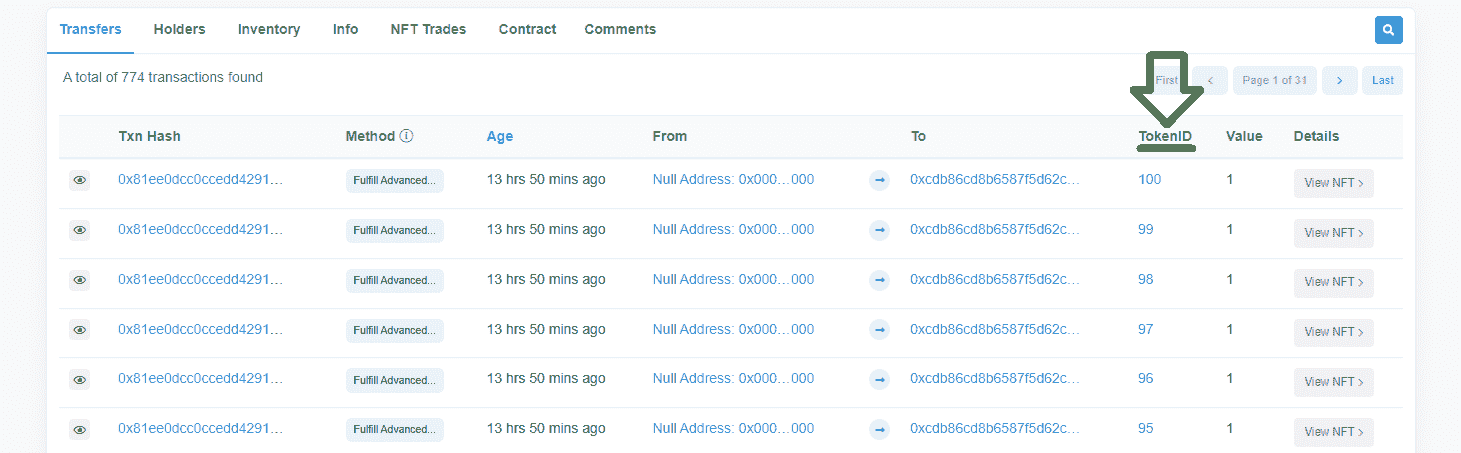 Transfers Holders Inventory Info NFT Trades Contract Comments
A total of 774 transactions found
First < Page 1 of 31 > Last
Txn Hash Method Age From To TokenID Value Details
0x81ee0dcc0ccedd4291... Fulfill Advanced... 13 hrs 50 mins ago Null Address: 0x000...000 0xcdb86cd8b6587f5d62c... 100 1 View NFT >
0x81ee0dcc0ccedd4291... Fulfill Advanced... 13 hrs 50 mins ago Null Address: 0x000...000 0xcdb86cd8b6587f5d62c... 99 1 View NFT >
0x81ee0dcc0ccedd4291... Fulfill Advanced... 13 hrs 50 mins ago Null Address: 0x000...000 0xcdb86cd8b6587f5d62c... 98 1 View NFT >
0x81ee0dcc0ccedd4291... Fulfill Advanced... 13 hrs 50 mins ago Null Address: 0x000...000 0xcdb86cd8b6587f5d62c... 97 1 View NFT >
0x81ee0dcc0ccedd4291... Fulfill Advanced... 13 hrs 50 mins ago Null Address: 0x000...000 0xcdb86cd8b6587f5d62c... 96 1 View NFT >
0x81ee0dcc0ccedd4291... Fulfill Advanced... 13 hrs 50 mins ago Null Address: 0x000...000 0xcdb86cd8b6587f5d62c... 95 1 View NFT >